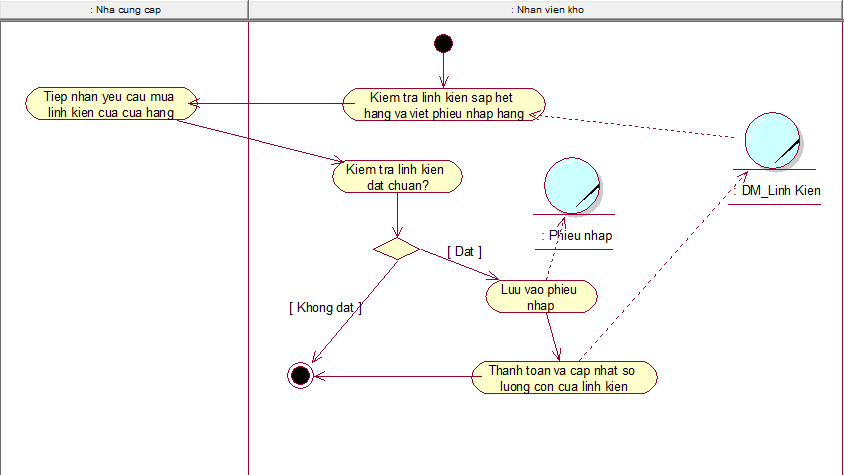 : Nha cung cap
: Nhan vien kho
Tiep nhan yeu cau mua
linh kien cua cua hang
Kiem tra linh kien sap het
hang va viet phieu nhap hang
Kiem tra linh kien
dat chuan?
: DM_Linh Kien
: Phieu nhap
[ Dat ]
Luu vao phieu
nhap
[ Khong dat ]
Thanh toan va cap nhat so
luong con cua linh kien